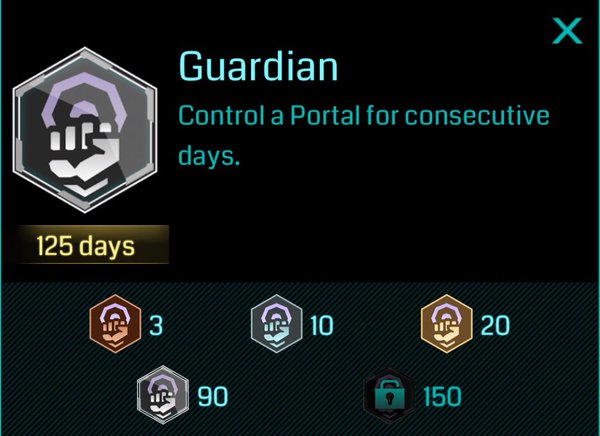 Guardian
Control a Portal for consecutive
days.
125 days
3
10
20
90
150